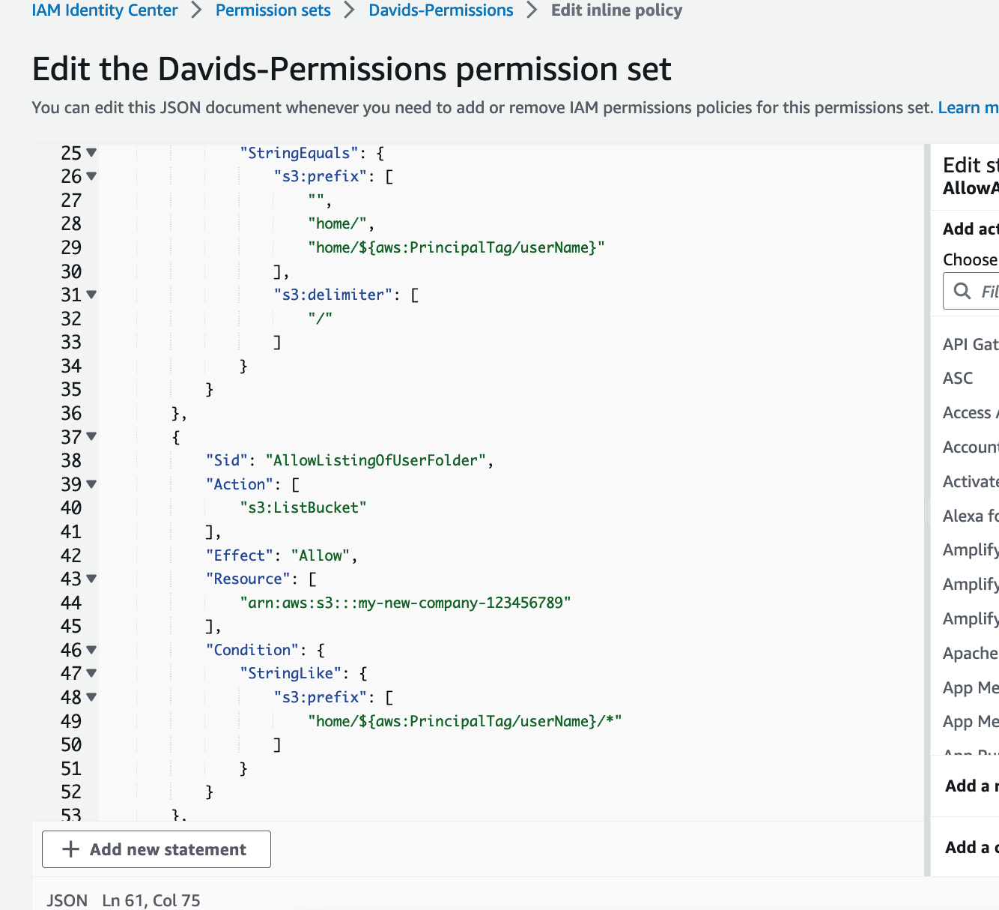 IAM Identity Center > Permission sets > Davids-Permissions > Edit inline policy
Edit the Davids-Permissions permission set
You can edit this JSON document whenever you need to add or remove IAM permissions policies for this permissions set. Learn m
25 "StringEquals": {
26 "s3:prefix": [
27 "",
28 "home/",
29 "home/${aws:PrincipalTag/userName}"
30 ],
31 "s3:delimiter": [
32 "/"
33 ]
34 }
35 }
36 },
37 {
38 "Sid": "AllowListingOfUserFolder",
39 "Action": [
40 "s3:ListBucket"
41 ],
42 "Effect": "Allow",
43 "Resource": [
44 "arn:aws:s3:::my-new-company-123456789"
45 ],
46 "Condition": {
47 "StringLike": {
48 "s3:prefix": [
49 "home/${aws:PrincipalTag/userName}/*"
50 ]
51 }
52 }
53 },
+ Add new statement
JSON Ln 61, Col 75
Edit st
AllowA
Add act
Choose
Fil
API Gat
ASC
Access A
Account
Activate
Alexa fo
Amplify
Amplify
Amplify
Apache
App Me
App Me
App Ru
Add a r
Add a c